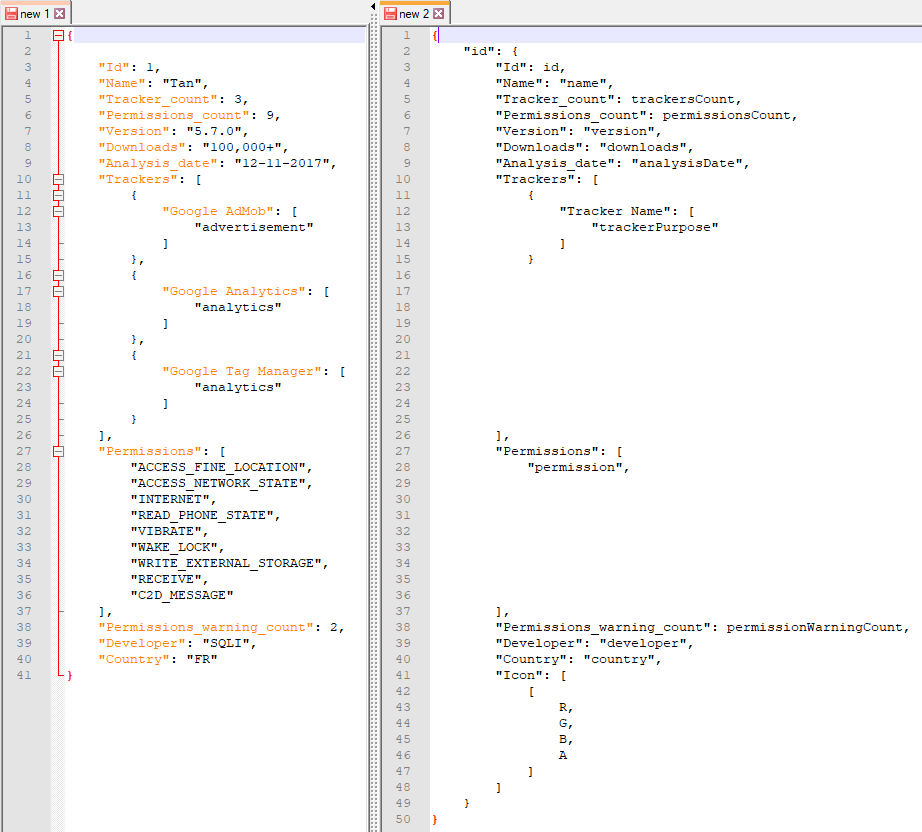 new 1
1 {
2
3 "Id": 1,
4 "Name": "Tan",
5 "Tracker_count": 3,
6 "Permissions_count": 9,
7 "Version": "5.7.0",
8 "Downloads": "100,000+",
9 "Analysis_date": "12-11-2017",
10 "Trackers": [
11 {
12 "Google AdMob": [
13 "advertisement"
14 ]
15 },
16 {
17 "Google Analytics": [
18 "analytics"
19 ]
20 },
21 {
22 "Google Tag Manager": [
23 "analytics"
24 ]
25 }
26 ],
27 "Permissions": [
28 "ACCESS_FINE_LOCATION",
29 "ACCESS_NETWORK_STATE",
30 "INTERNET",
31 "READ_PHONE_STATE",
32 "VIBRATE",
33 "WAKE_LOCK",
34 "WRITE_EXTERNAL_STORAGE",
35 "RECEIVE",
36 "C2D_MESSAGE"
37 ],
38 "Permissions_warning_count": 2,
39 "Developer": "SQLI",
40 "Country": "FR"
41 }
new 2
1 {
2 "id": {
3 "Id": id,
4 "Name": "name",
5 "Tracker_count": trackersCount,
6 "Permissions_count": permissionsCount,
7 "Version": "version",
8 "Downloads": "downloads",
9 "Analysis_date": "analysisDate",
10 "Trackers": [
11 {
12 "Tracker Name": [
13 "trackerPurpose"
14 ]
15 }
16
17
18
19
20
21
22
23
24
25
26 ],
27 "Permissions": [
28 "permission",
29
30
31
32
33
34
35
36
37 ],
38 "Permissions_warning_count": permissionWarningCount,
39 "Developer": "developer",
40 "Country": "country",
41 "Icon": [
42 [
43 R,
44 G,
45 B,
46 A
47 ]
48 ]
49 }
50 }